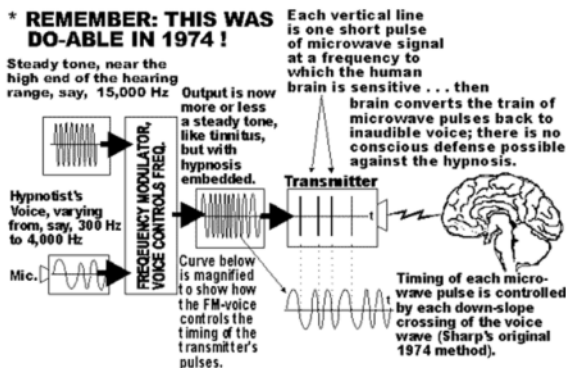 * REMEMBER: THIS WAS
DO-ABLE IN 1974 !
Steady tone, near the
high end of the hearing
range, say, 15,000 Hz
Hypnotist's
Voice, varying
from, say, 300 Hz
to 4,000 Hz
Mic.
FREQEUENCY MODULATOR,
VOICE CONTROLS FREQ.
Output is now
more or less
a steady tone,
like tinnitus,
but with
hypnosis
embedded.
Curve below
is magnified
to show how
the FM-voice
controls the
timing of the
transmitter's
pulses.
Each vertical line
is one short pulse
of microwave signal
at a frequency to
which the human
brain is sensitive . . . then
brain converts the train of
microwave pulses back to
inaudible voice; there is no
conscious defense possible
against the hypnosis.
Transmitter
t
t
Timing of each micro-
wave pulse is controlled
by each down-slope
crossing of the voice
wave (Sharp's original
1974 method).